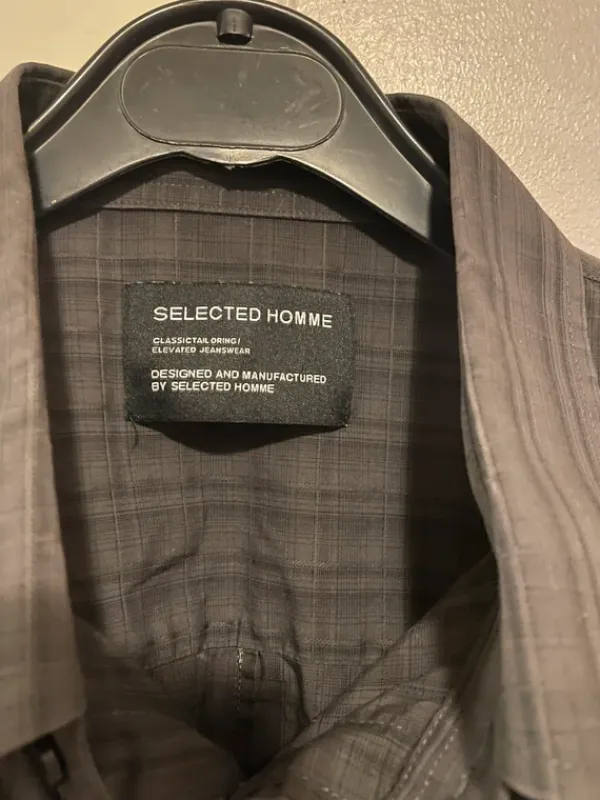 SELECTED HOMME
CLASSICTAILORING/
ELEVATED JEANSWEAR
DESIGNED AND MANUFACTURED
BY SELECTED HOMME